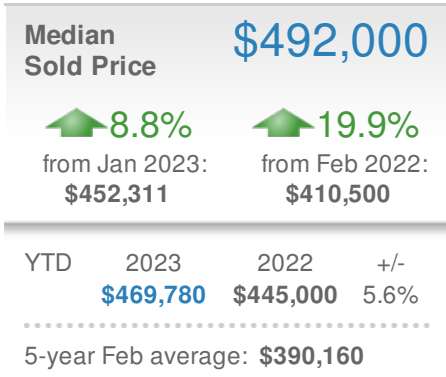 Median
Sold Price
$492,000
8.8%
from Jan 2023:
$452,311
19.9%
from Feb 2022:
$410,500
YTD 2023 2022 +/-
$469,780 $445,000 5.6%
5-year Feb average: $390,160